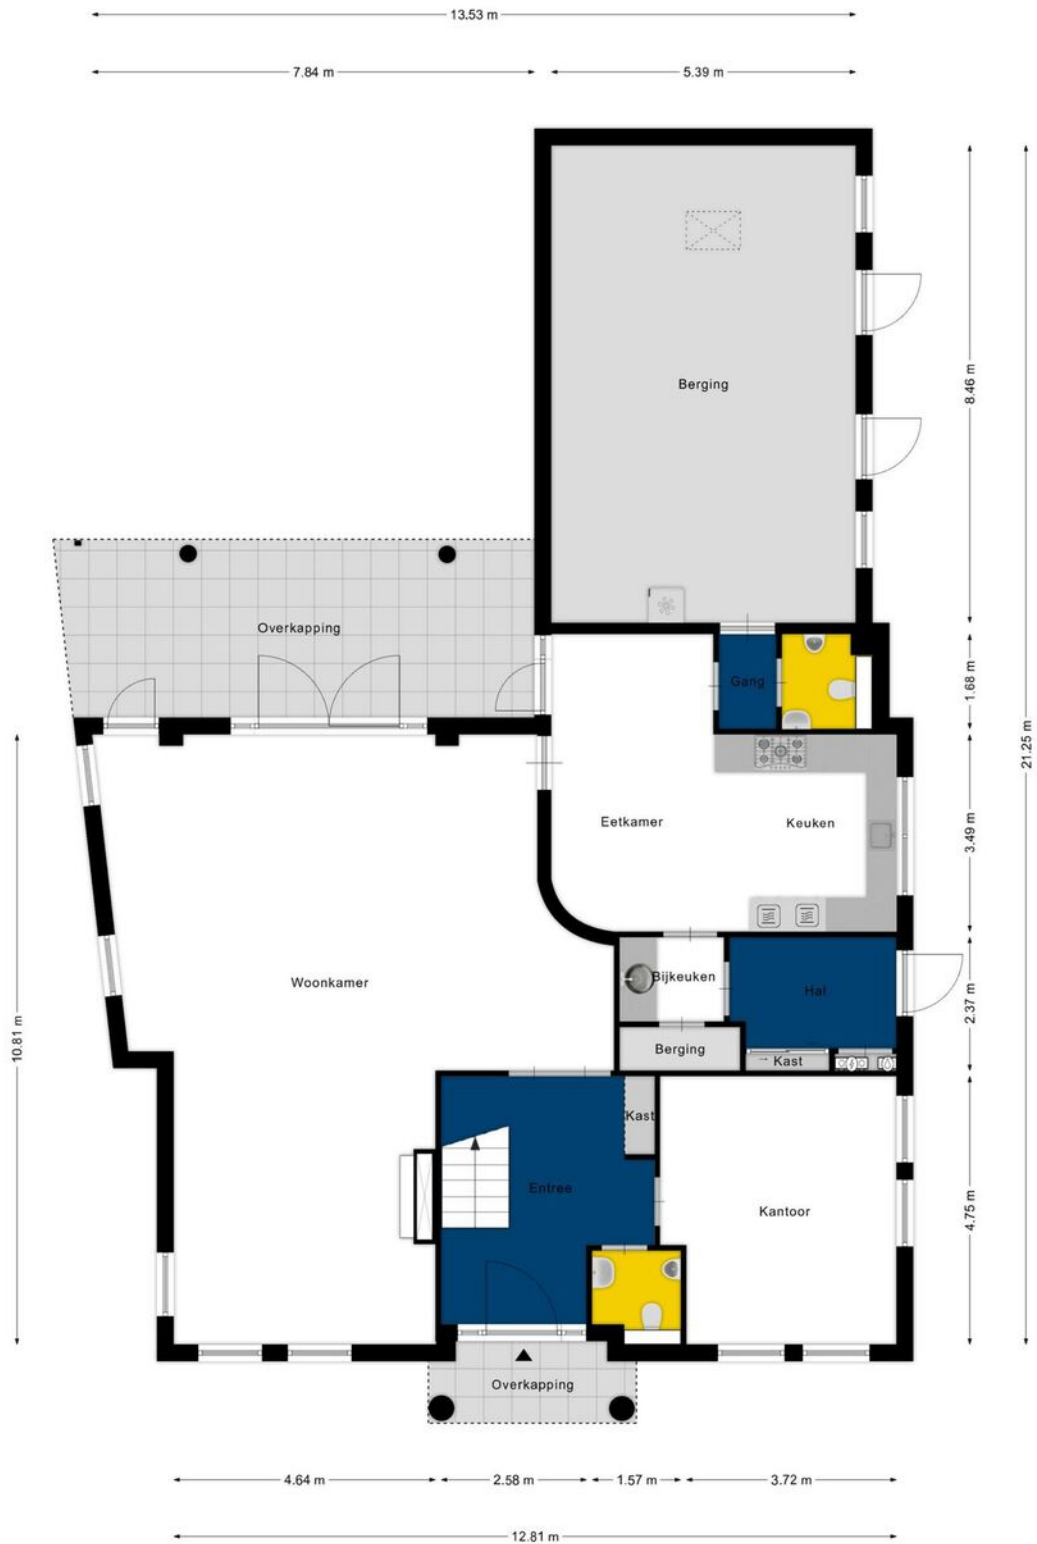 13.53 m
7.84 m
5.39 m
Berging
8.46 m
Overkapping
Gang
1.68 m
21.25 m
Eetkamer
Keuken
3.49 m
Woonkamer
Bijkeuken
Hal
2.37 m
10.81 m
Berging
Kast
Kast
Entree
Kantoor
4.75 m
Overkapping
4.64 m
2.58 m
1.57 m
3.72 m
12.81 m